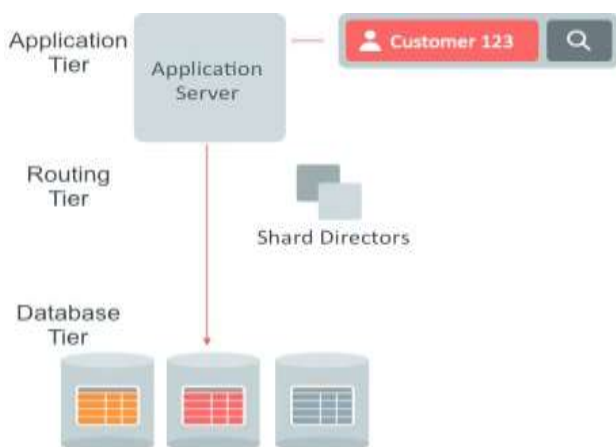 Application
Tier
Application
Server
Customer 123
Routing
Tier
Shard Directors
Database
Tier